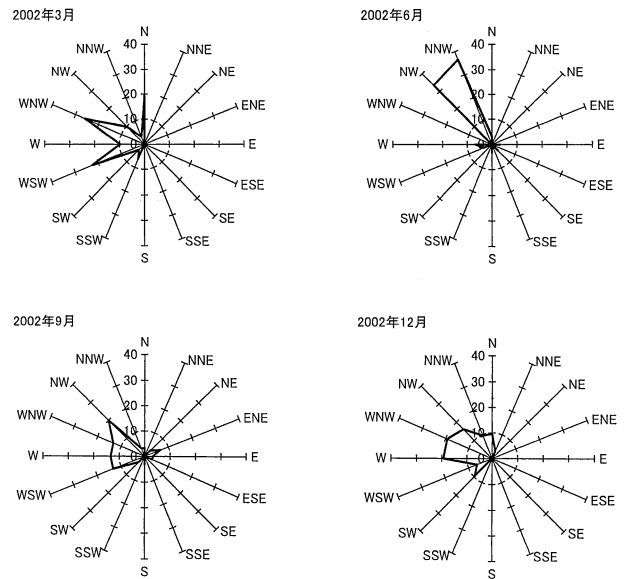 2002年3月
N
NNW 40 NNE
NW 30 NE
20
WNW ENE
10
W 0 E
WSW ESE
SW SE
SSW SSE
S
2002年6月
N
NNW 40 NNE
NW 30 NE
20
WNW ENE
10
W 0 E
WSW ESE
SW SE
SSW SSE
S
2002年9月
N
NNW 40 NNE
NW 30 NE
20
WNW ENE
10
W 0 E
WSW ESE
SW SE
SSW SSE
S
2002年12月
N
NNW 40 NNE
NW 30 NE
20
WNW ENE
10
W 0 E
WSW ESE
SW SE
SSW SSE
S